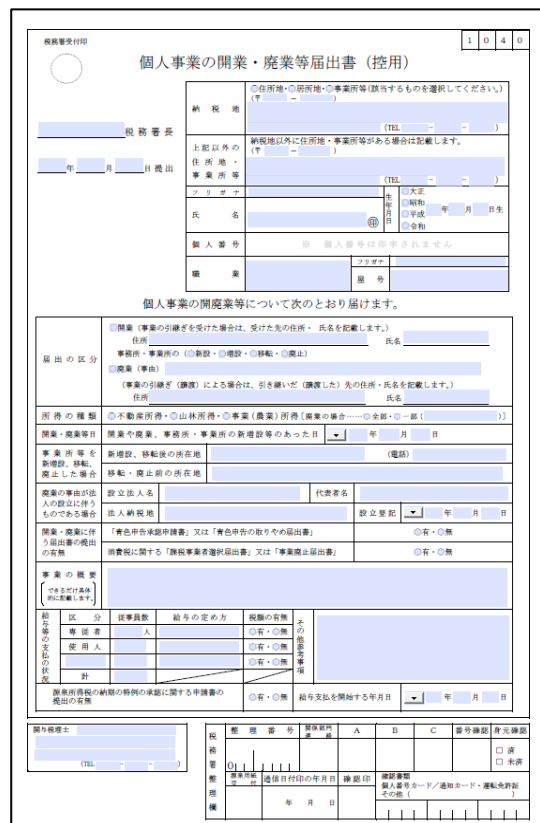 税務署受付印
1 0 4 0
個人事業の開業・廃業等届出書（控用）
税務署長
年 月 日提出
納税地
○住所地・○居所地・○事業所等(該当するものを選択してください。)
(〒 － )
(TEL － － )
上記以外の住所地・事業所等
納税地以外に住所地・事業所等がある場合は記載します。
(〒 － )
(TEL － － )
フリガナ
氏名
㊞
生年月日
○大正
○昭和
○平成
○令和
年 月 日生
個人番号
※ 個人番号は印字されません
職業
フリガナ
屋号
個人事業の開廃業等について次のとおり届けます。
届出の区分
○開業（事業の引継ぎを受けた場合は、受けた先の住所・氏名を記載します。）
住所 氏名
事務所・事業所の（○新設・○増設・○移転・○廃止）
○廃業（事由）
（事業の引継ぎ（譲渡）による場合は、引き継いだ（譲渡した）先の住所・氏名を記載します。）
住所 氏名
所得の種類
○不動産所得・○山林所得・○事業（農業）所得［廃業の場合……○全部・○一部（ ）］
開業・廃業等日
開業や廃業、事務所・事業所の新増設等のあった日 年 月 日
事業所等を新増設、移転、廃止した場合
新増設、移転後の所在地 （電話）
移転・廃止前の所在地
廃業の事由が法人の設立に伴うものである場合
設立法人名 代表者名
法人納税地 設立登記 年 月 日
開業・廃業に伴う届出書の提出の有無
「青色申告承認申請書」又は「青色申告の取りやめ届出書」 ○有・○無
消費税に関する「課税事業者選択届出書」又は「事業廃止届出書」 ○有・○無
事業の概要
できるだけ具体的に記載します。
給与等の支払の状況
区分 従事員数 給与の定め方 税額の有無
専従者 人 ○有・○無
使用人 ○有・○無
○有・○無
計
その他参考事項
源泉所得税の納期の特例の承認に関する申請書の提出の有無 ○有・○無
給与支払を開始する年月日 年 月 日
関与税理士
(TEL － － )
税務署整理欄
整理番号 関係部門連絡 A B C 番号確認 身元確認
0
□ 済
□ 未済
源泉用紙交付 通信日付印の年月日 確認印
年 月 日
確認書類
個人番号カード／通知カード・運転免許証
その他（ ）